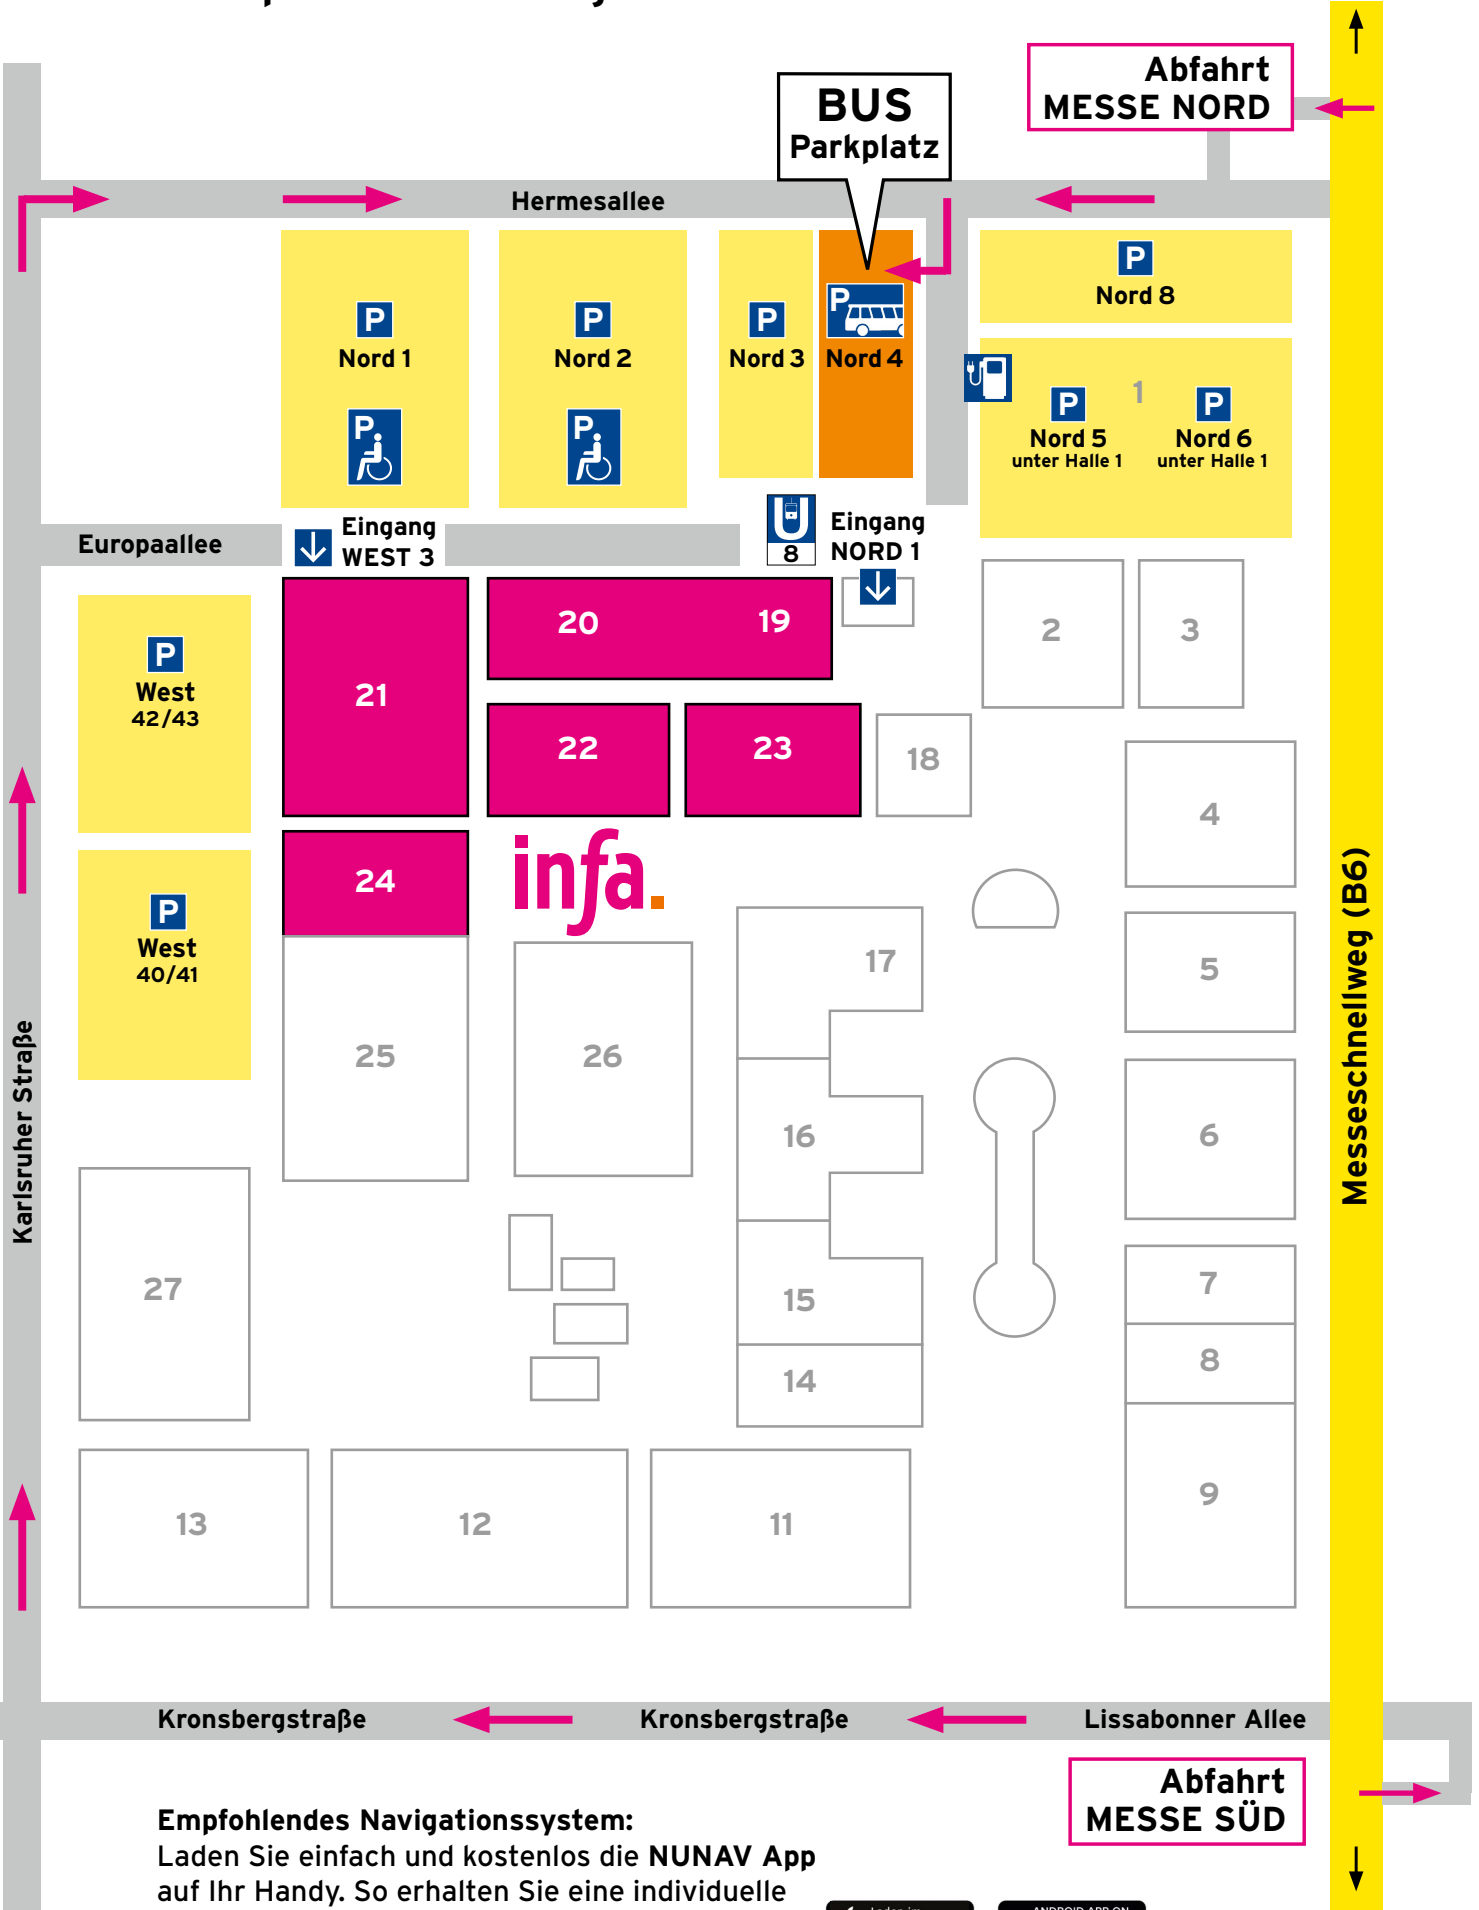 Abfahrt
MESSE NORD
BUS
Parkplatz
Hermesallee
P
Nord 8
P
Nord 1
P
P
Nord 2
P
P
Nord 3
P
Nord 4
1
P
Nord 5
unter Halle 1
P
Nord 6
unter Halle 1
Europaallee
Eingang
WEST 3
U
8
Eingang
NORD 1
P
West
42/43
20
19
21
22
23
18
2
3
4
24
infa.
P
West
40/41
17
5
25
26
16
6
Karlsruher Straße
Messeschnellweg (B6)
27
15
14
7
8
9
13
12
11
Kronsbergstraße
Kronsbergstraße
Lissabonner Allee
Abfahrt
MESSE SÜD
Empfohlendes Navigationssystem:
Laden Sie einfach und kostenlos die NUNAV App
auf Ihr Handy. So erhalten Sie eine individuelle